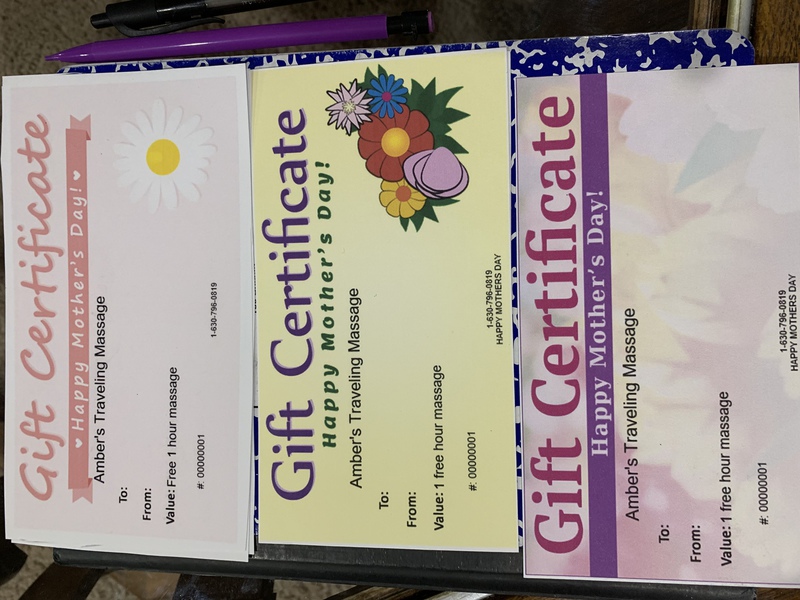 Gift Certificate
♥ Happy Mother's Day! ♥
Amber's Traveling Massage
To:
From:
Value: Free 1 hour massage
#: 00000001
1-630-796-0819
Gift Certificate
Happy Mother's Day!
Amber's Traveling Massage
To:
From:
Value: 1 free hour massage
#: 00000001
1-630-796-0819
HAPPY MOTHERS DAY
Gift Certificate
Happy Mother's Day!
Amber's Traveling Massage
To:
From:
Value: 1 free hour massage
#: 00000001
1-630-796-0819
HAPPY MOTHERS DAY